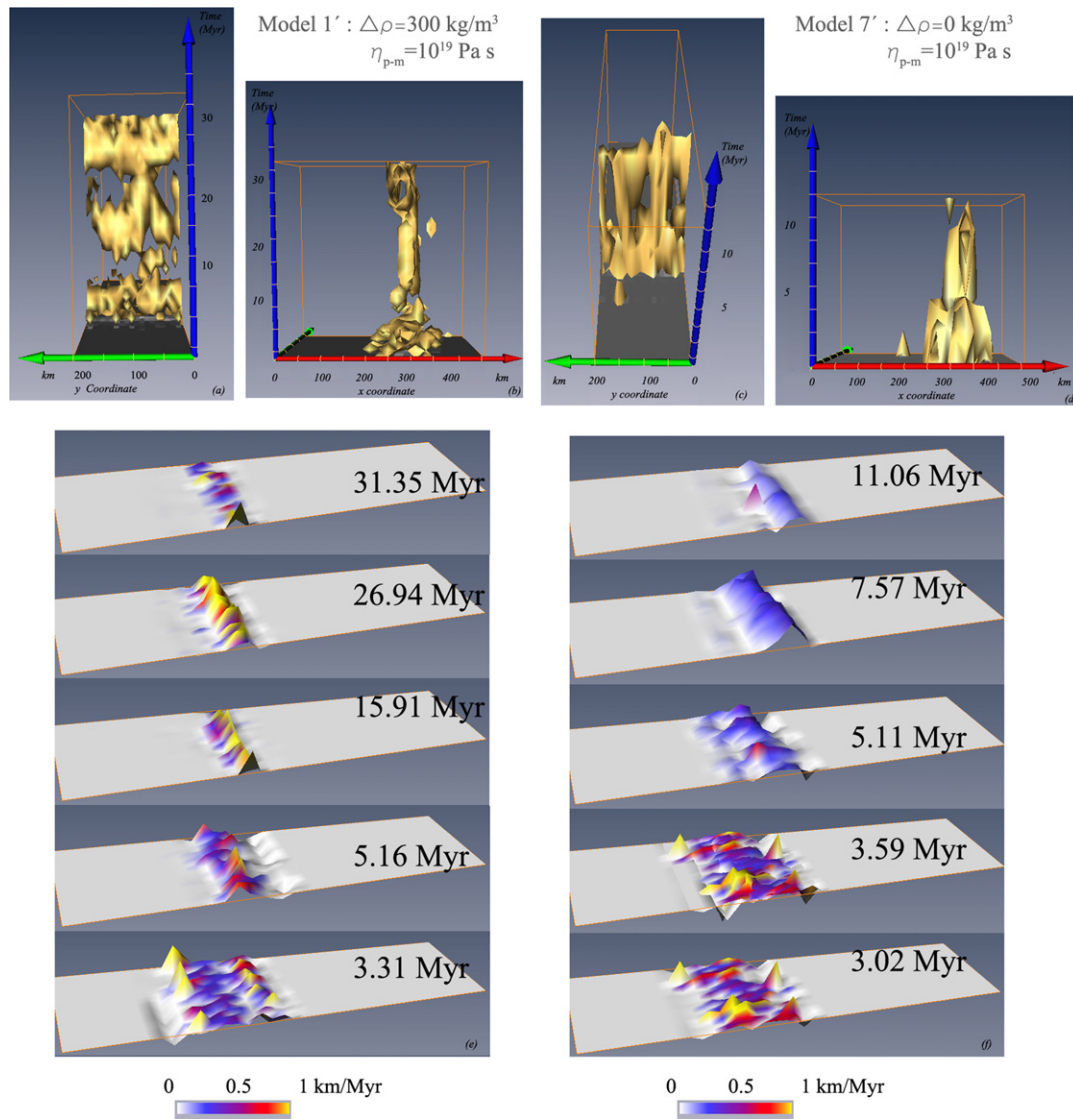 Model 1´ : △ρ=300 kg/m³
η_p-m=10¹⁹ Pa s
Model 7´ : △ρ=0 kg/m³
η_p-m=10¹⁹ Pa s
Time
(Myr)
30
20
10
200
100
0
km
y Coordinate
(a)
Time
(Myr)
30
20
10
0
100
200
300
400
km
x coordinate
(b)
Time
(Myr)
10
5
200
100
0
km
y coordinate
(c)
Time
(Myr)
10
5
0
100
200
300
400
500
km
x coordinate
(d
31.35 Myr
26.94 Myr
15.91 Myr
5.16 Myr
3.31 Myr
(e)
11.06 Myr
7.57 Myr
5.11 Myr
3.59 Myr
3.02 Myr
(f)
0 0.5 1 km/Myr
0 0.5 1 km/Myr